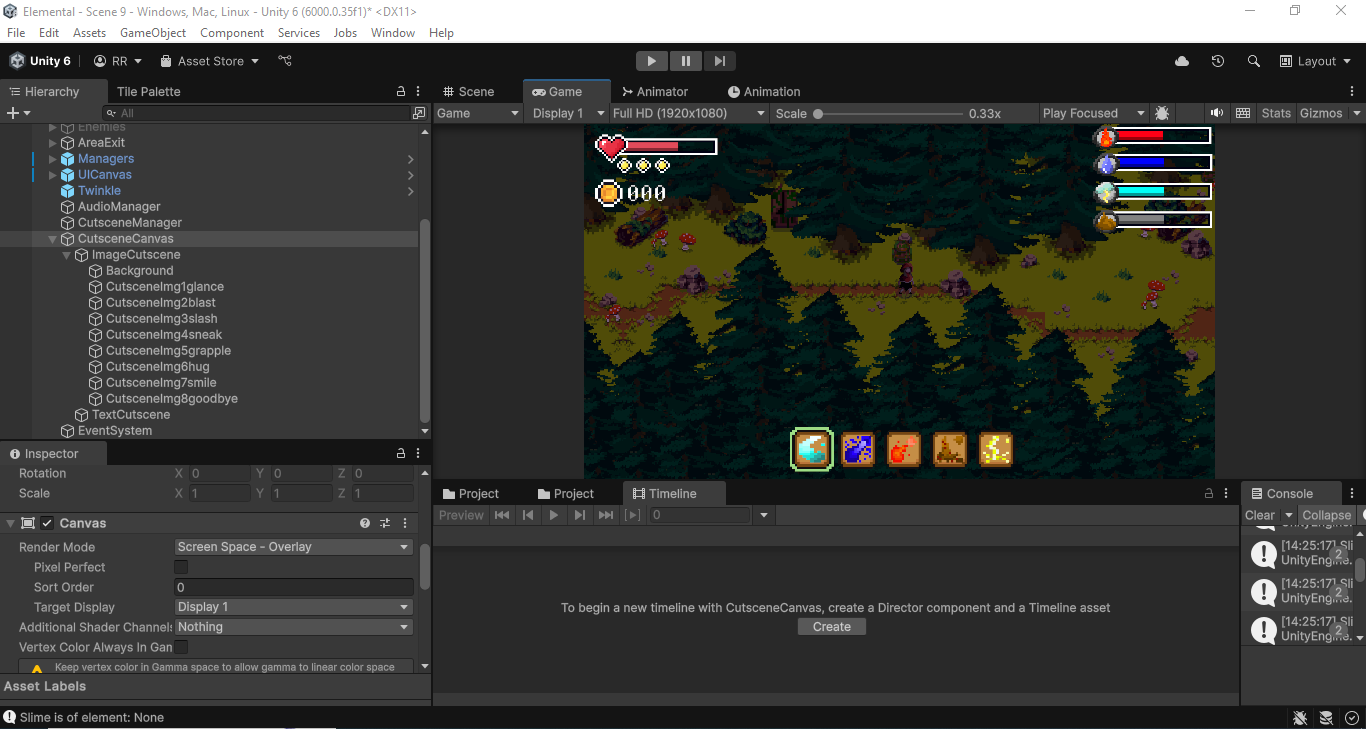 Elemental - Scene 9 - Windows, Mac, Linux - Unity 6 (6000.0.35f1)* <DX11>
File Edit Assets GameObject Component Services Jobs Window Help
Unity 6 RR Asset Store Layout
Hierarchy Tile Palette
All
Enemies
AreaExit
Managers
UICanvas
Twinkle
AudioManager
CutsceneManager
CutsceneCanvas
ImageCutscene
Background
CutsceneImg1glance
CutsceneImg2blast
CutsceneImg3slash
CutsceneImg4sneak
CutsceneImg5grapple
CutsceneImg6hug
CutsceneImg7smile
CutsceneImg8goodbye
TextCutscene
EventSystem
Scene Game Animator Animation
Game Display 1 Full HD (1920x1080) Scale 0.33x Play Focused Stats Gizmos
000
Inspector
Rotation X 0 Y 0 Z 0
Scale X 1 Y 1 Z 1
Canvas
Render Mode Screen Space - Overlay
Pixel Perfect
Sort Order 0
Target Display Display 1
Additional Shader Channels Nothing
Vertex Color Always In Gam
Keep vertex color in Gamma space to allow gamma to linear color space
Asset Labels
Project Project Timeline
Preview 0
To begin a new timeline with CutsceneCanvas, create a Director component and a Timeline asset
Create
Console
Clear Collapse
[14:25:17] Sli
UnityEngine. 2
[14:25:17] Sli
UnityEngine. 2
[14:25:17] Sli
UnityEngine. 2
Slime is of element: None